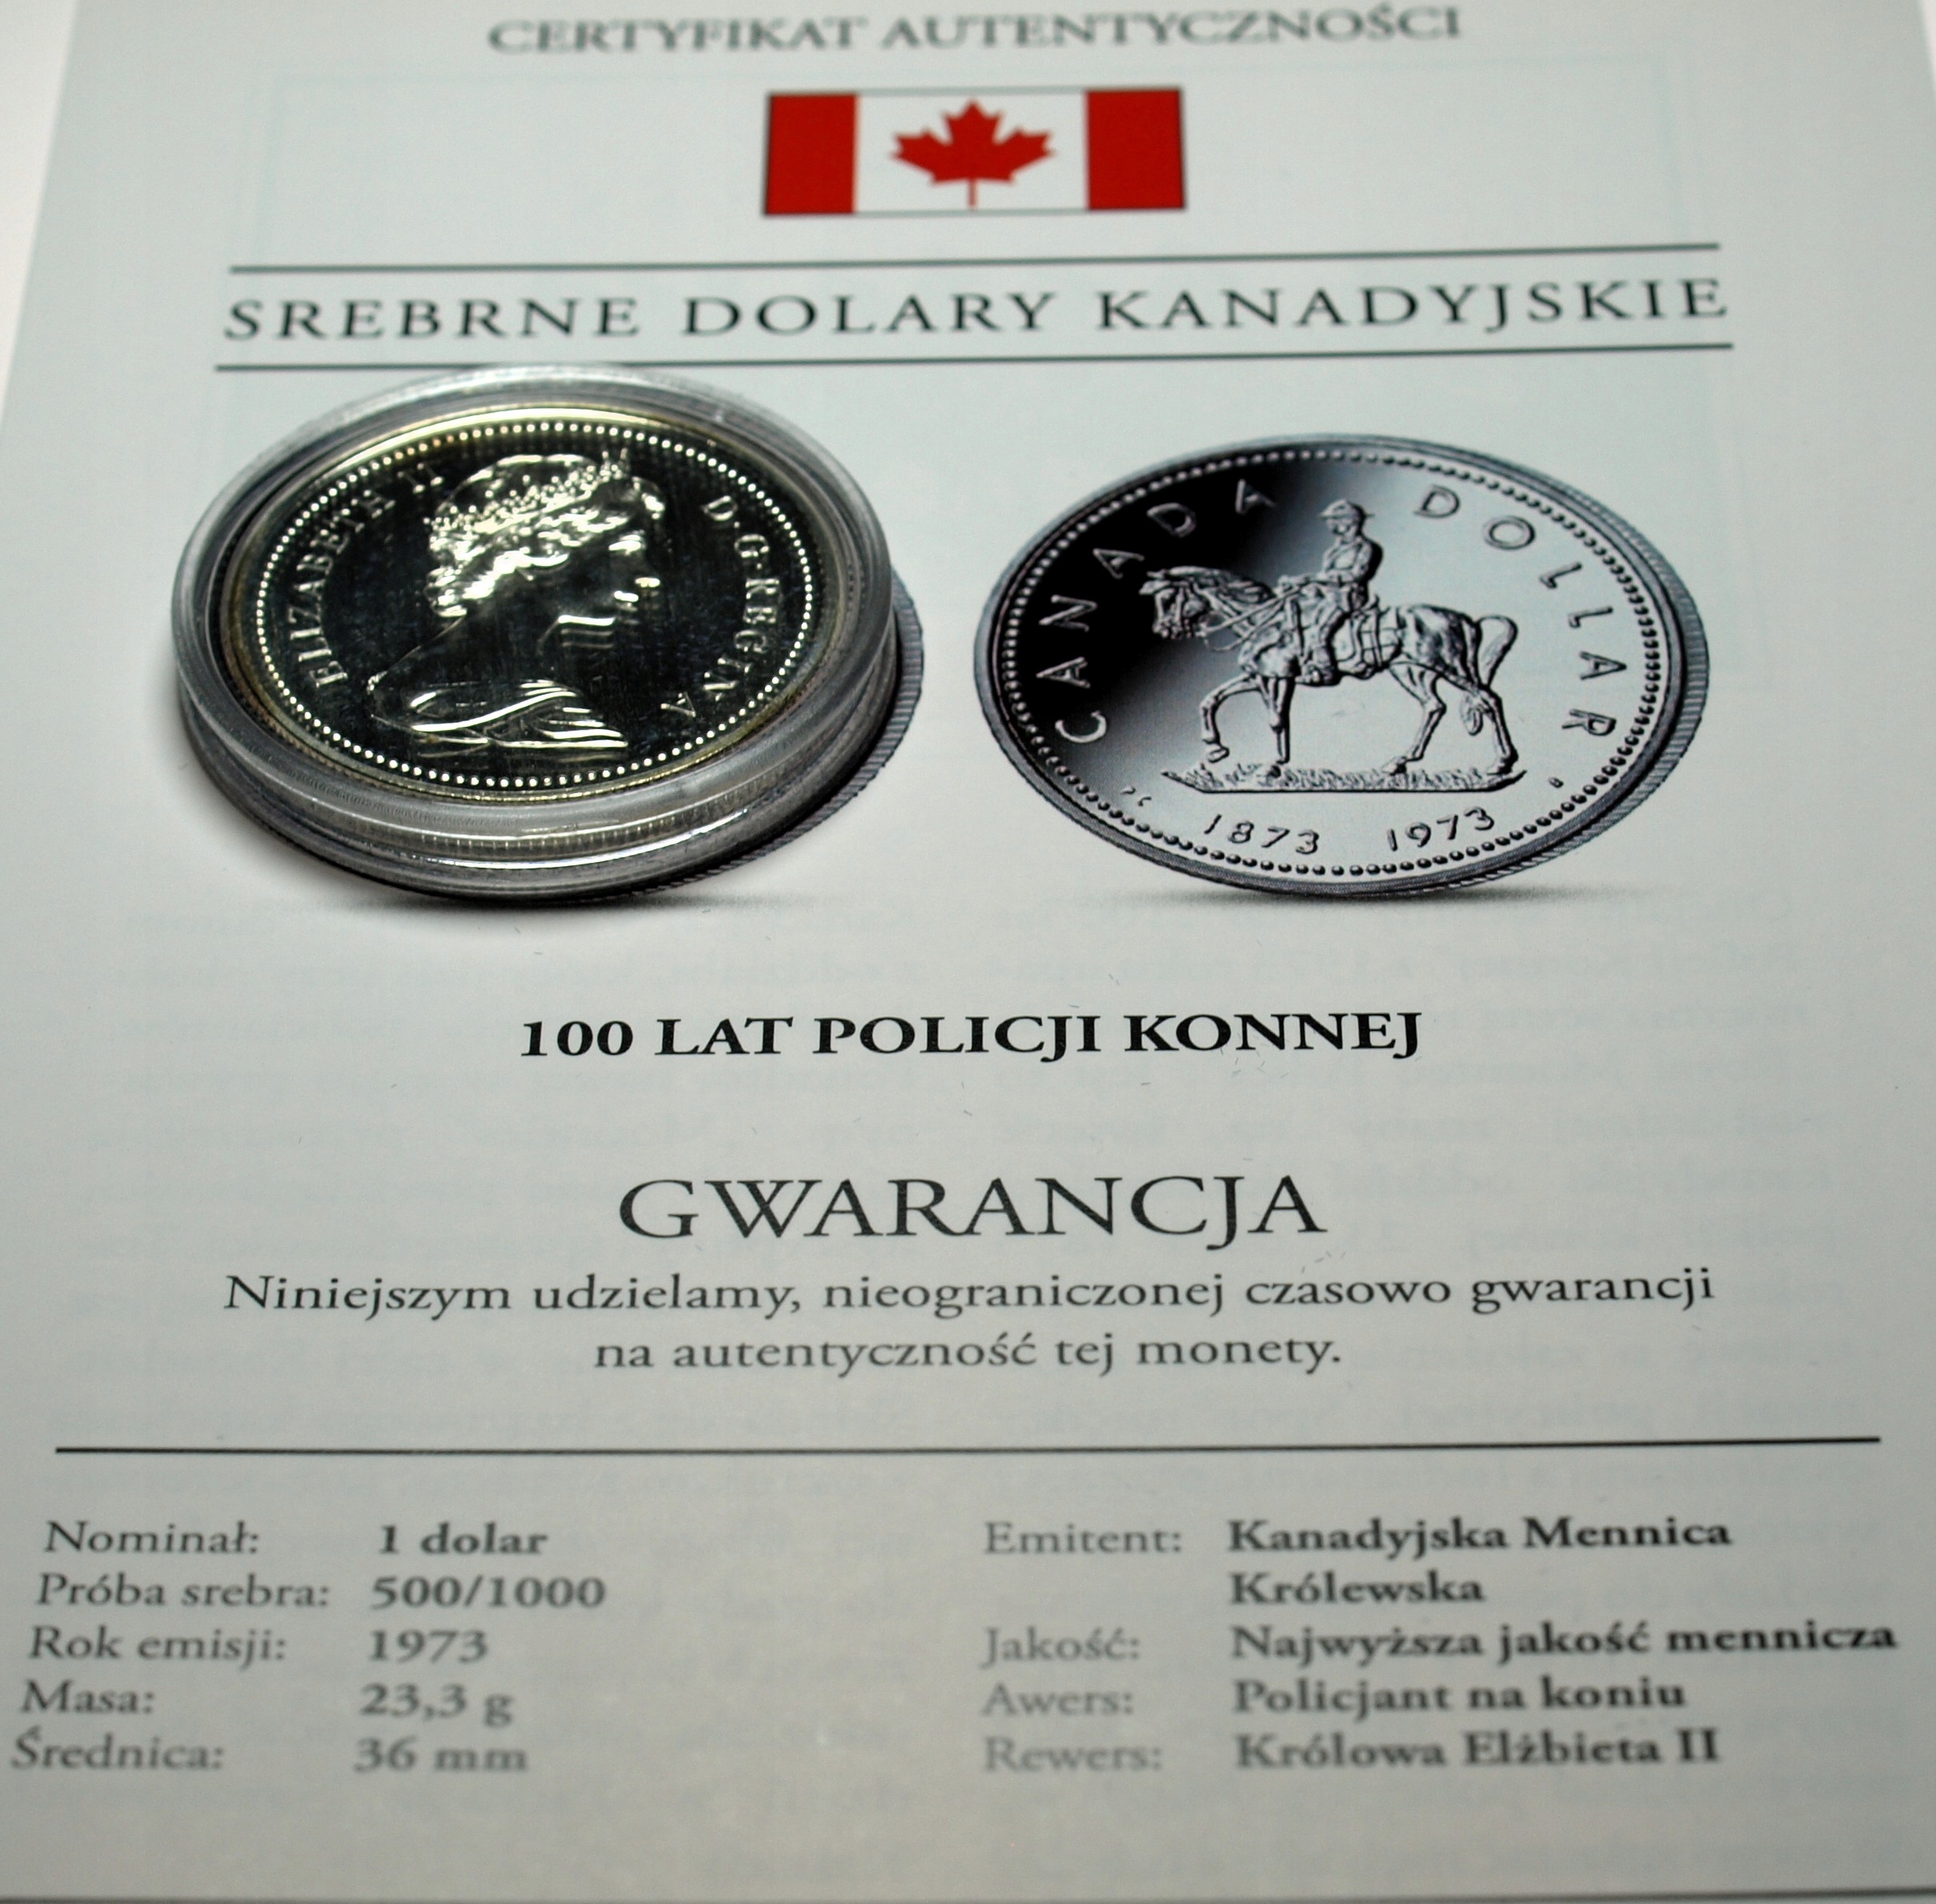 CERTYFIKAT AUTENTYCZNOŚCI
SREBRNE DOLARY KANADYJSKIE
ELIZABETH II D·G·REGINA
CANADA DOLLAR
1873 1973
100 LAT POLICJI KONNEJ
GWARANCJA
Niniejszym udzielamy, nieograniczonej czasowo gwarancji
na autentyczność tej monety.
Nominał: 1 dolar
Próba srebra: 500/1000
Rok emisji: 1973
Masa: 23,3 g
Średnica: 36 mm
Emitent: Kanadyjska Mennica
Królewska
Jakość: Najwyższa jakość mennicza
Awers: Policjant na koniu
Rewers: Królowa Elżbieta II